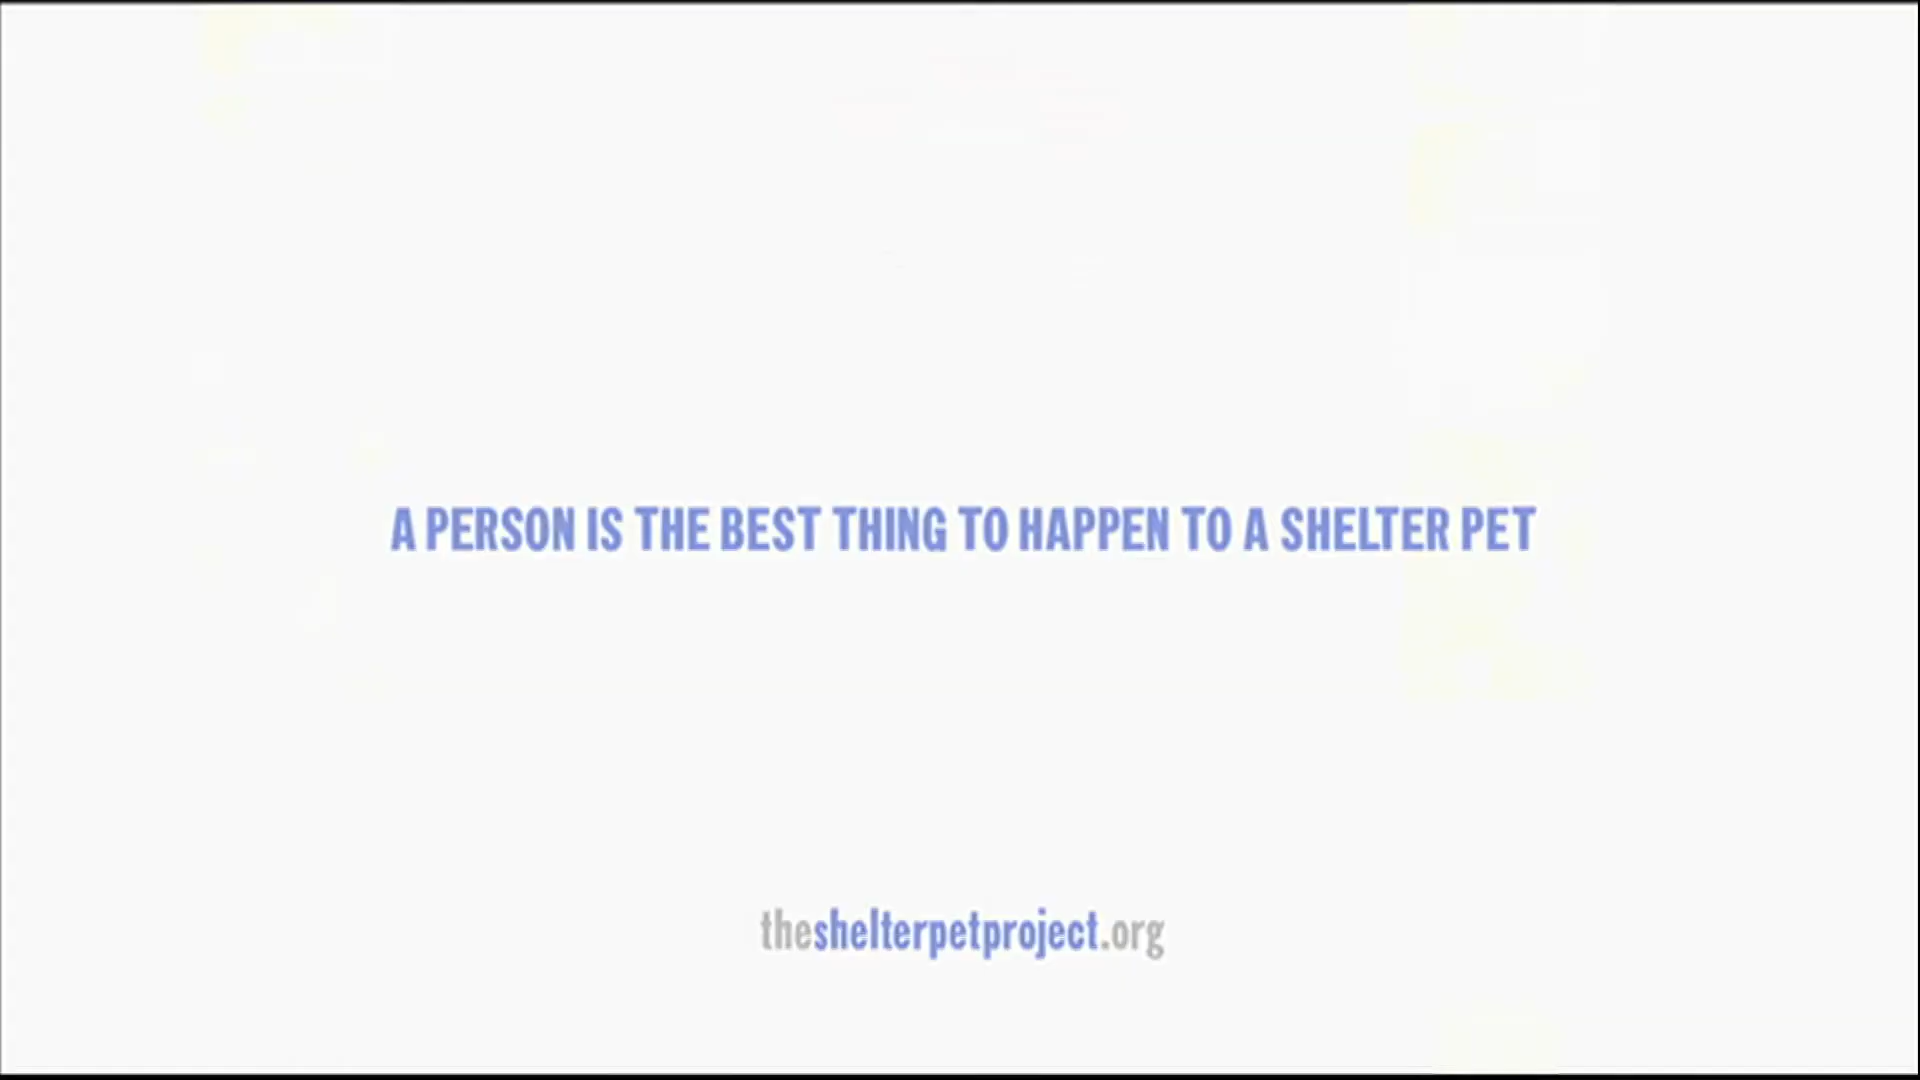 A PERSON IS THE BEST THING TO HAPPEN TO A SHELTER PET
theshelterpetproject.org